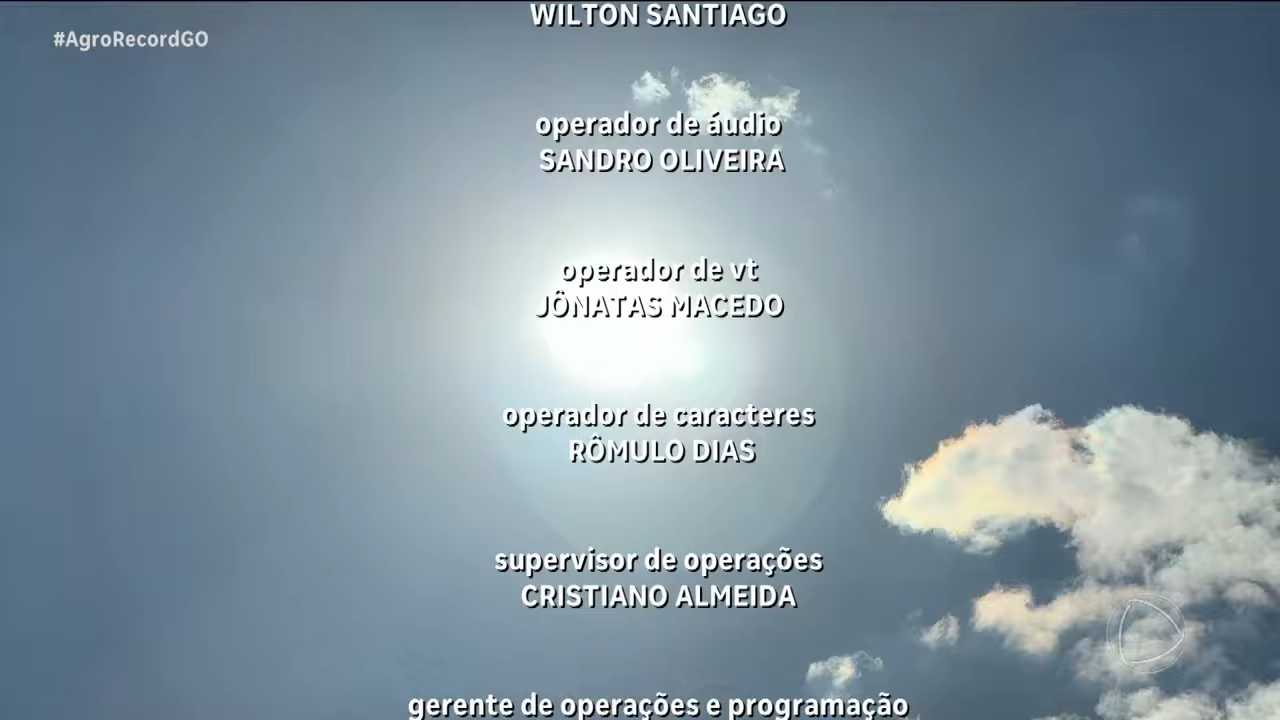 WILTON SANTIAGO
#AgroRecordGO
operador de áudio
SANDRO OLIVEIRA
operador de vt
JÔNATAS MACEDO
operador de caracteres
RÔMULO DIAS
supervisor de operações
CRISTIANO ALMEIDA
gerente de operações e programação